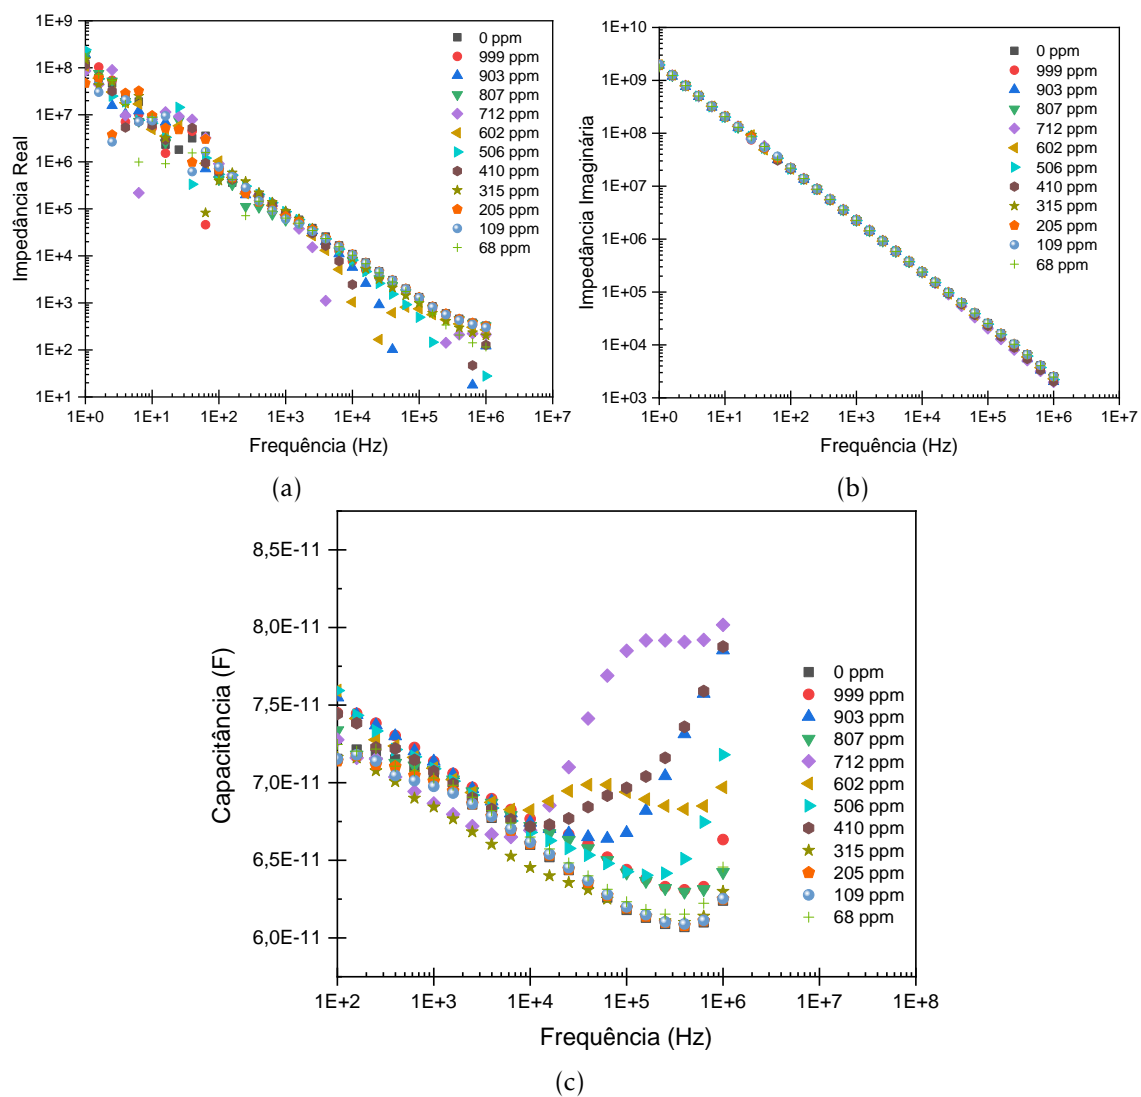 1E+9
1E+8
1E+7
1E+6
1E+5
1E+4
1E+3
1E+2
1E+1
Impedância Real
1E+0
1E+1
1E+2
1E+3
1E+4
1E+5
1E+6
1E+7
Frequência (Hz)
0 ppm
999 ppm
903 ppm
807 ppm
712 ppm
602 ppm
506 ppm
410 ppm
315 ppm
205 ppm
109 ppm
68 ppm
(a)
1E+10
1E+09
1E+08
1E+07
1E+06
1E+05
1E+04
1E+03
Impedância Imaginária
1E+0
1E+1
1E+2
1E+3
1E+4
1E+5
1E+6
1E+7
Frequência (Hz)
0 ppm
999 ppm
903 ppm
807 ppm
712 ppm
602 ppm
506 ppm
410 ppm
315 ppm
205 ppm
109 ppm
68 ppm
(b)
8,5E-11
8,0E-11
7,5E-11
7,0E-11
6,5E-11
6,0E-11
Capacitância (F)
1E+2
1E+3
1E+4
1E+5
1E+6
1E+7
1E+8
Frequência (Hz)
0 ppm
999 ppm
903 ppm
807 ppm
712 ppm
602 ppm
506 ppm
410 ppm
315 ppm
205 ppm
109 ppm
68 ppm
(c)